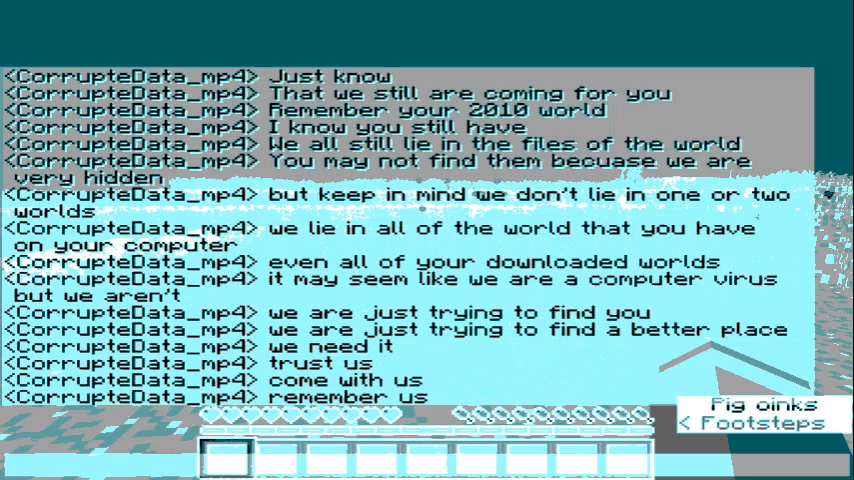 <CorrupteData_mp4> Just know
<CorrupteData_mp4> That we still are coming for you
<CorrupteData_mp4> Remember your 2010 world
<CorrupteData_mp4> I know you still have
<CorrupteData_mp4> We all still lie in the files of the world
<CorrupteData_mp4> You may not find them becuase we are
very hidden
<CorrupteData_mp4> but keep in mind we don't lie in one or two
worlds
<CorrupteData_mp4> we lie in all of the world that you have
on your computer
<CorrupteData_mp4> even all of your downloaded worlds
<CorrupteData_mp4> it may seem like we are a computer virus
but we aren't
<CorrupteData_mp4> we are just trying to find you
<CorrupteData_mp4> we are just trying to find a better place
<CorrupteData_mp4> we need it
<CorrupteData_mp4> trust us
<CorrupteData_mp4> come with us
<CorrupteData_mp4> remember us
Pig oinks
< Footsteps